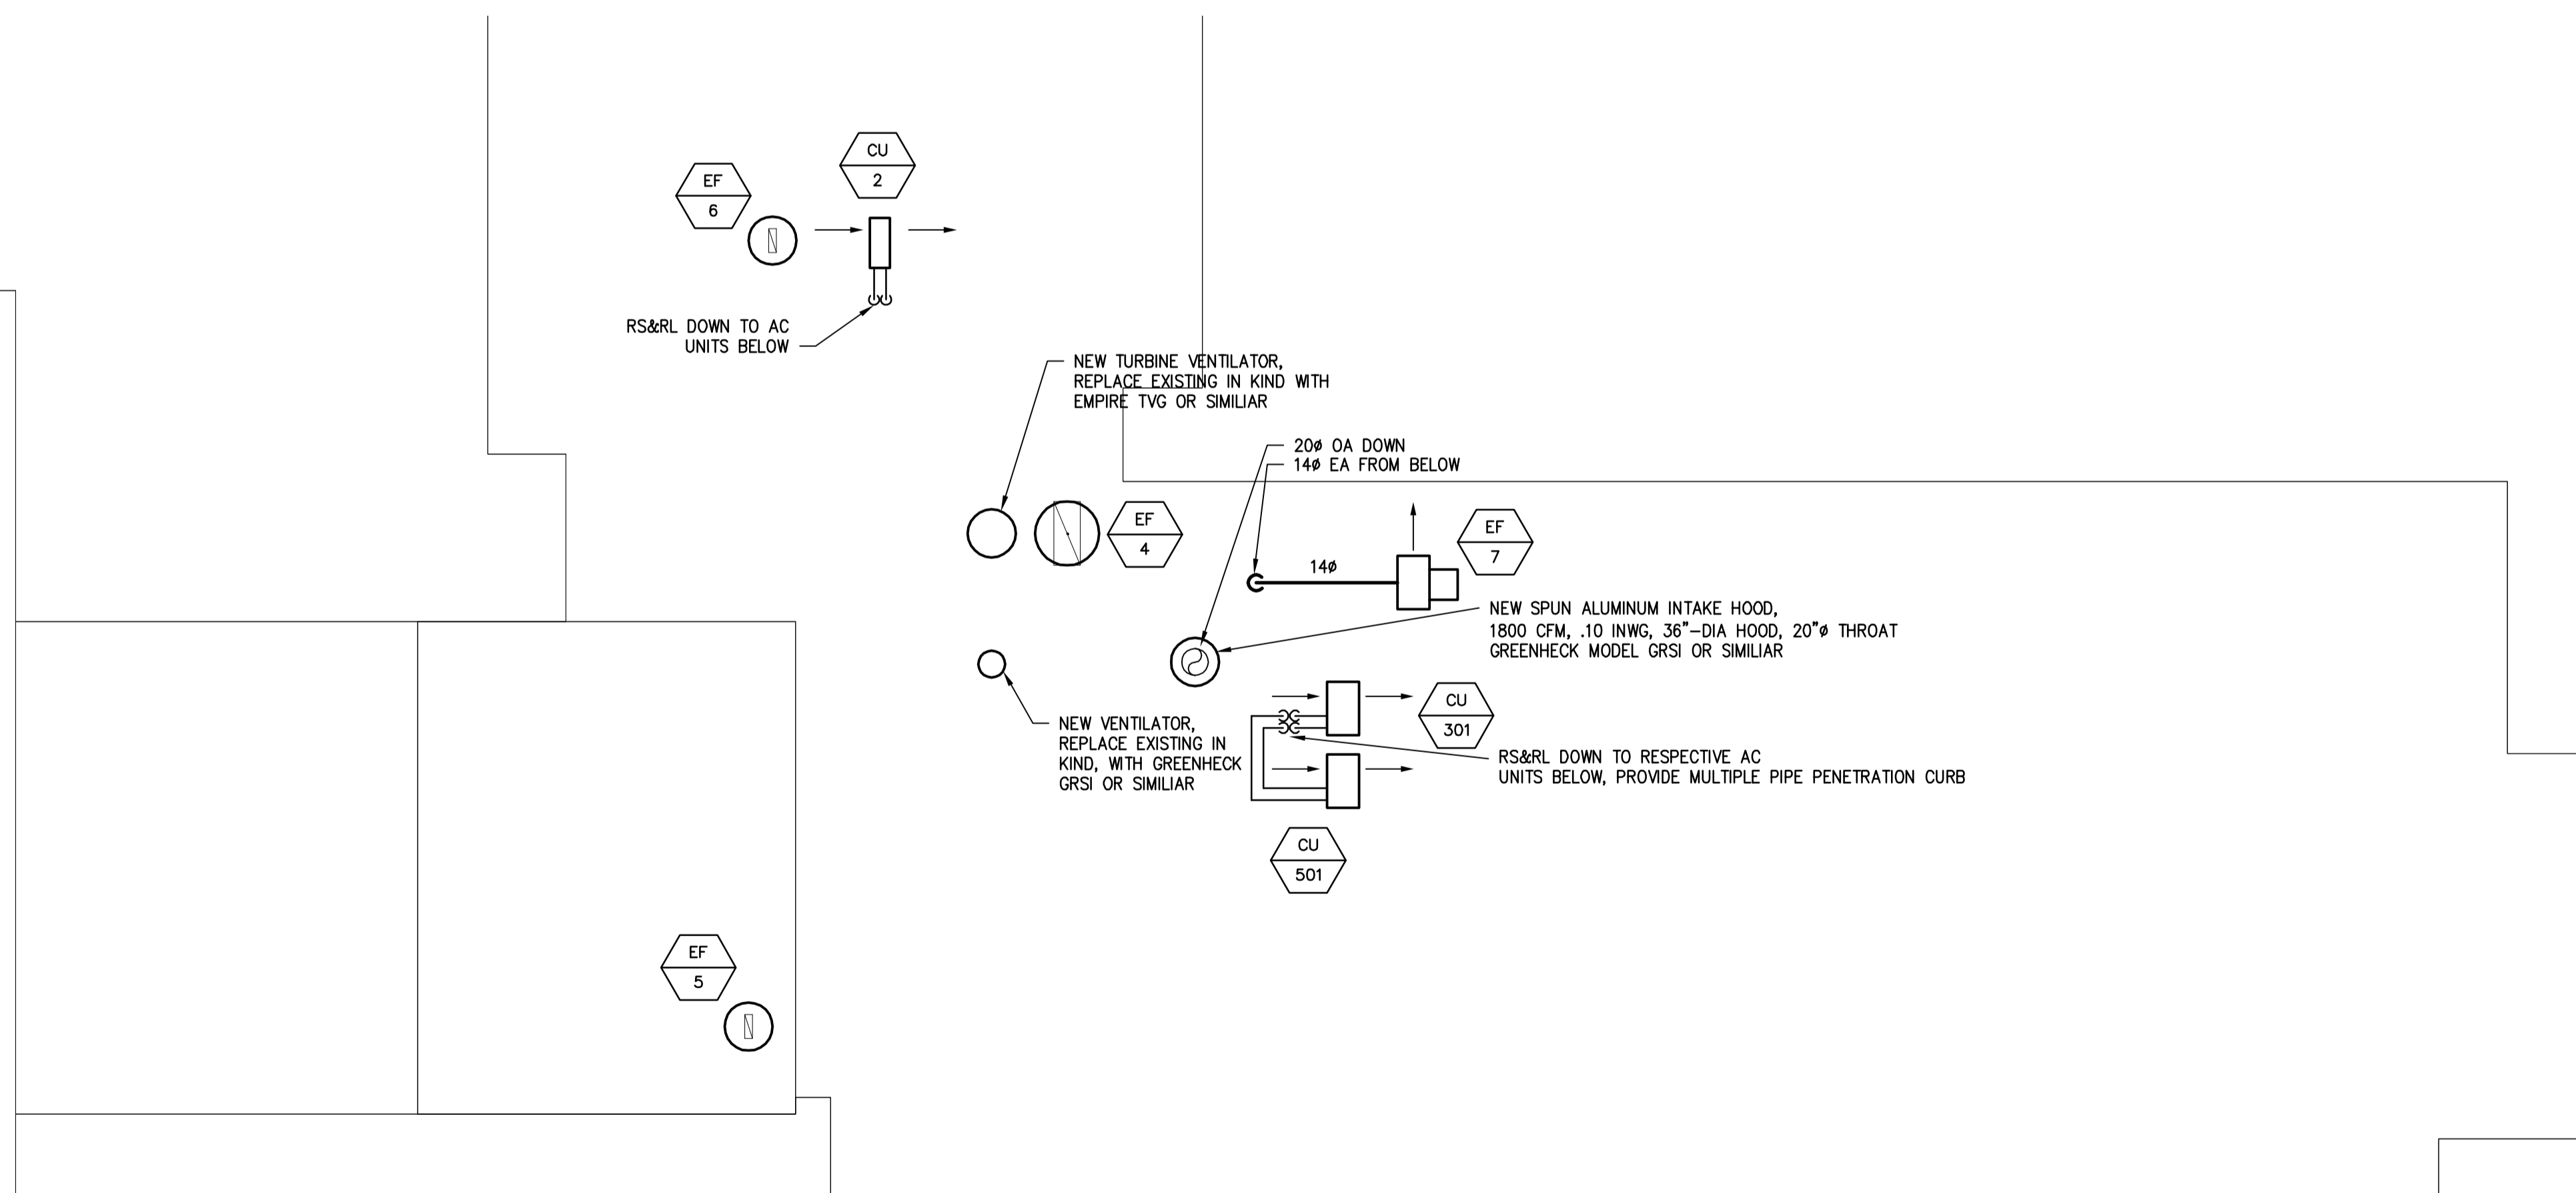 CU
2
EF
6
RS&RL DOWN TO AC
UNITS BELOW
NEW TURBINE VENTILATOR,
REPLACE EXISTING IN KIND WITH
EMPIRE TVG OR SIMILIAR
20ø OA DOWN
14ø EA FROM BELOW
EF
4
EF
7
14ø
NEW SPUN ALUMINUM INTAKE HOOD,
1800 CFM, .10 INWG, 36"-DIA HOOD, 20"ø THROAT
GREENHECK MODEL GRSI OR SIMILIAR
NEW VENTILATOR,
REPLACE EXISTING IN
KIND, WITH GREENHECK
GRSI OR SIMILIAR
CU
301
RS&RL DOWN TO RESPECTIVE AC
UNITS BELOW, PROVIDE MULTIPLE PIPE PENETRATION CURB
CU
501
EF
5